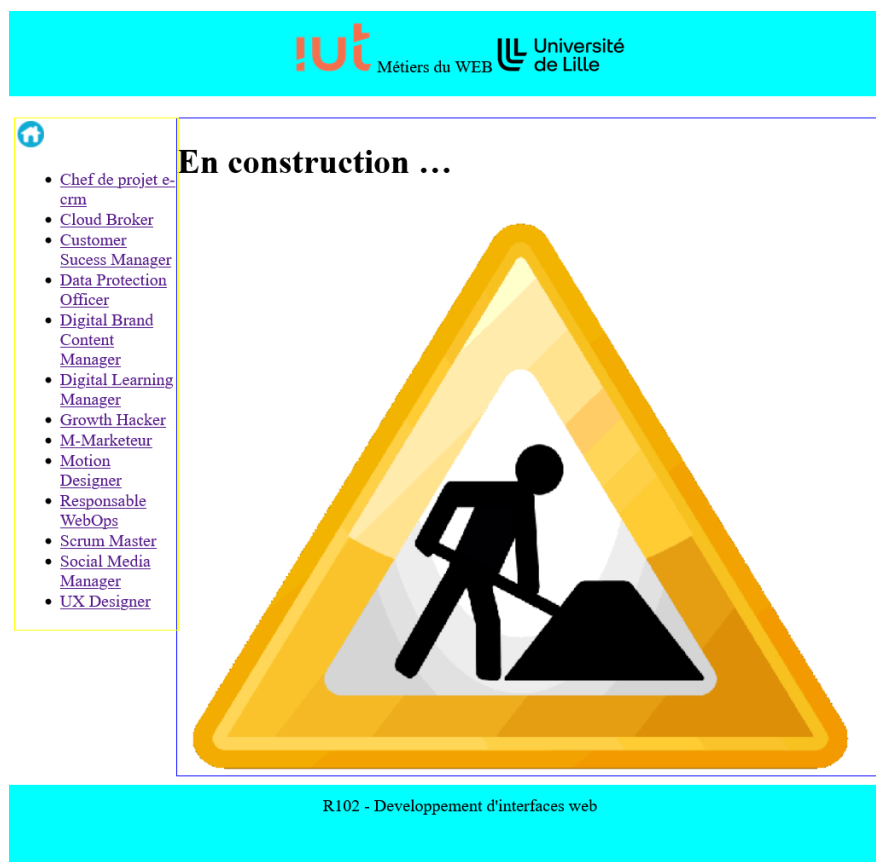 iut Métiers du WEB Université
de Lille
En construction …
Chef de projet e-
crm
Cloud Broker
Customer
Sucess Manager
Data Protection
Officer
Digital Brand
Content
Manager
Digital Learning
Manager
Growth Hacker
M-Marketeur
Motion
Designer
Responsable
WebOps
Scrum Master
Social Media
Manager
UX Designer
R102 - Developpement d'interfaces web